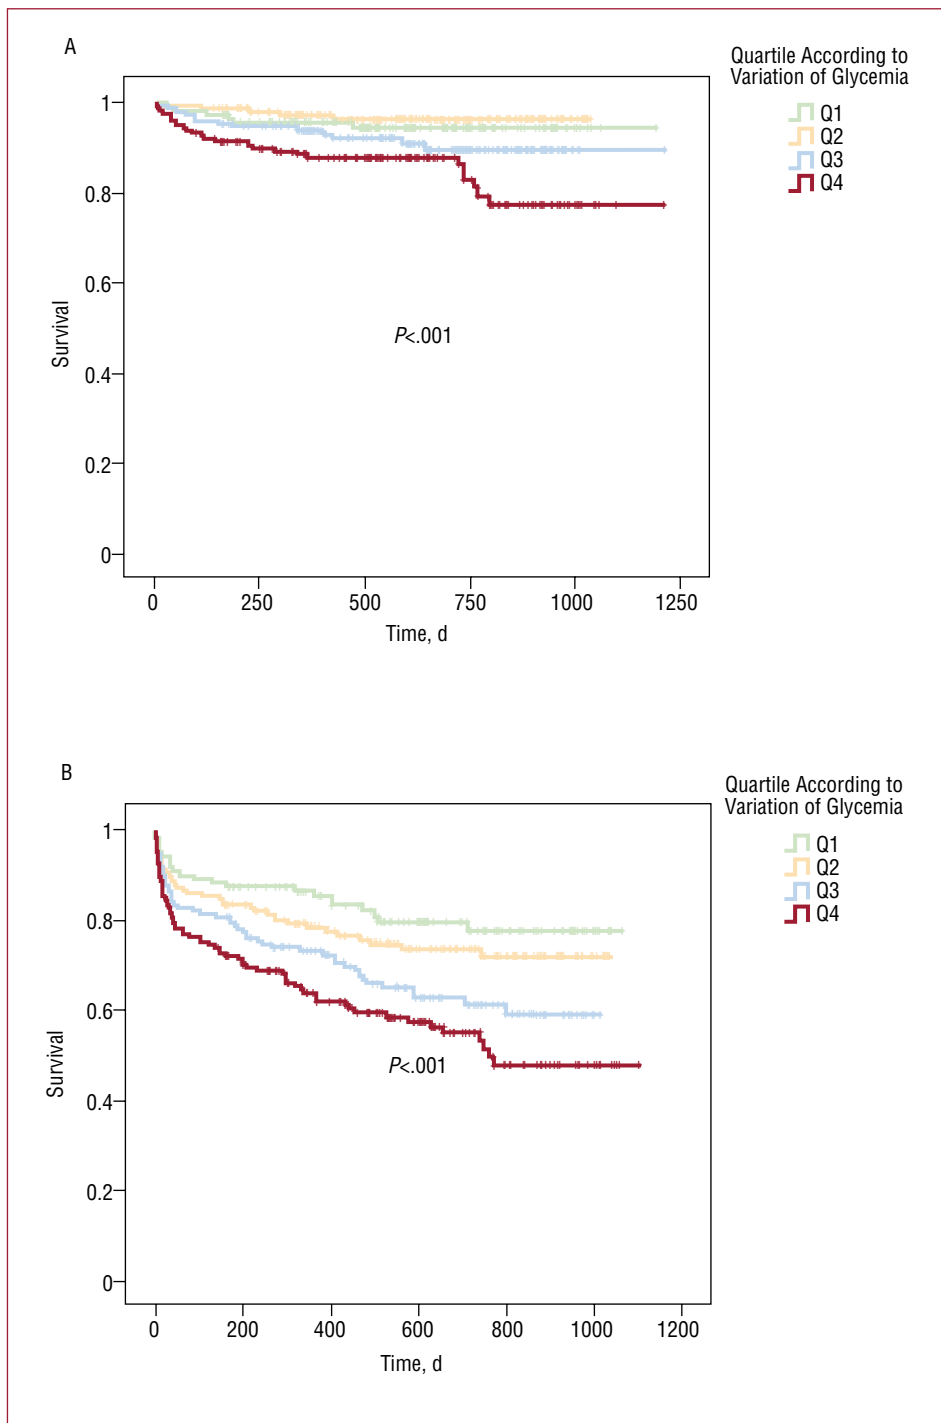 A
Quartile According to
Variation of Glycemia
Q1
Q2
Q3
Q4
1
0.8
0.6
0.4
0.2
0
Survival
P<.001
0 250 500 750 1000 1250
Time, d
B
Quartile According to
Variation of Glycemia
Q1
Q2
Q3
Q4
1
0.8
0.6
0.4
0.2
0
Survival
P<.001
0 200 400 600 800 1000 1200
Time, d